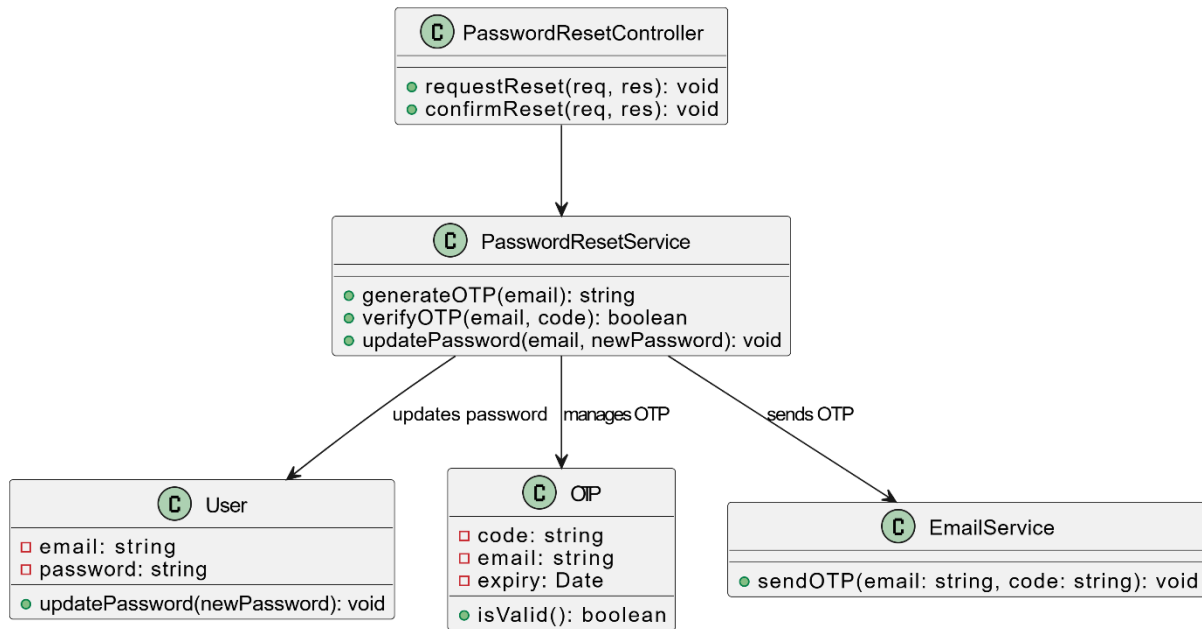 C PasswordResetController
requestReset(req, res): void
confirmReset(req, res): void
C PasswordResetService
generateOTP(email): string
verifyOTP(email, code): boolean
updatePassword(email, newPassword): void
updates password
manages OTP
sends OTP
C User
email: string
password: string
updatePassword(newPassword): void
C OTP
code: string
email: string
expiry: Date
isValid(): boolean
C EmailService
sendOTP(email: string, code: string): void